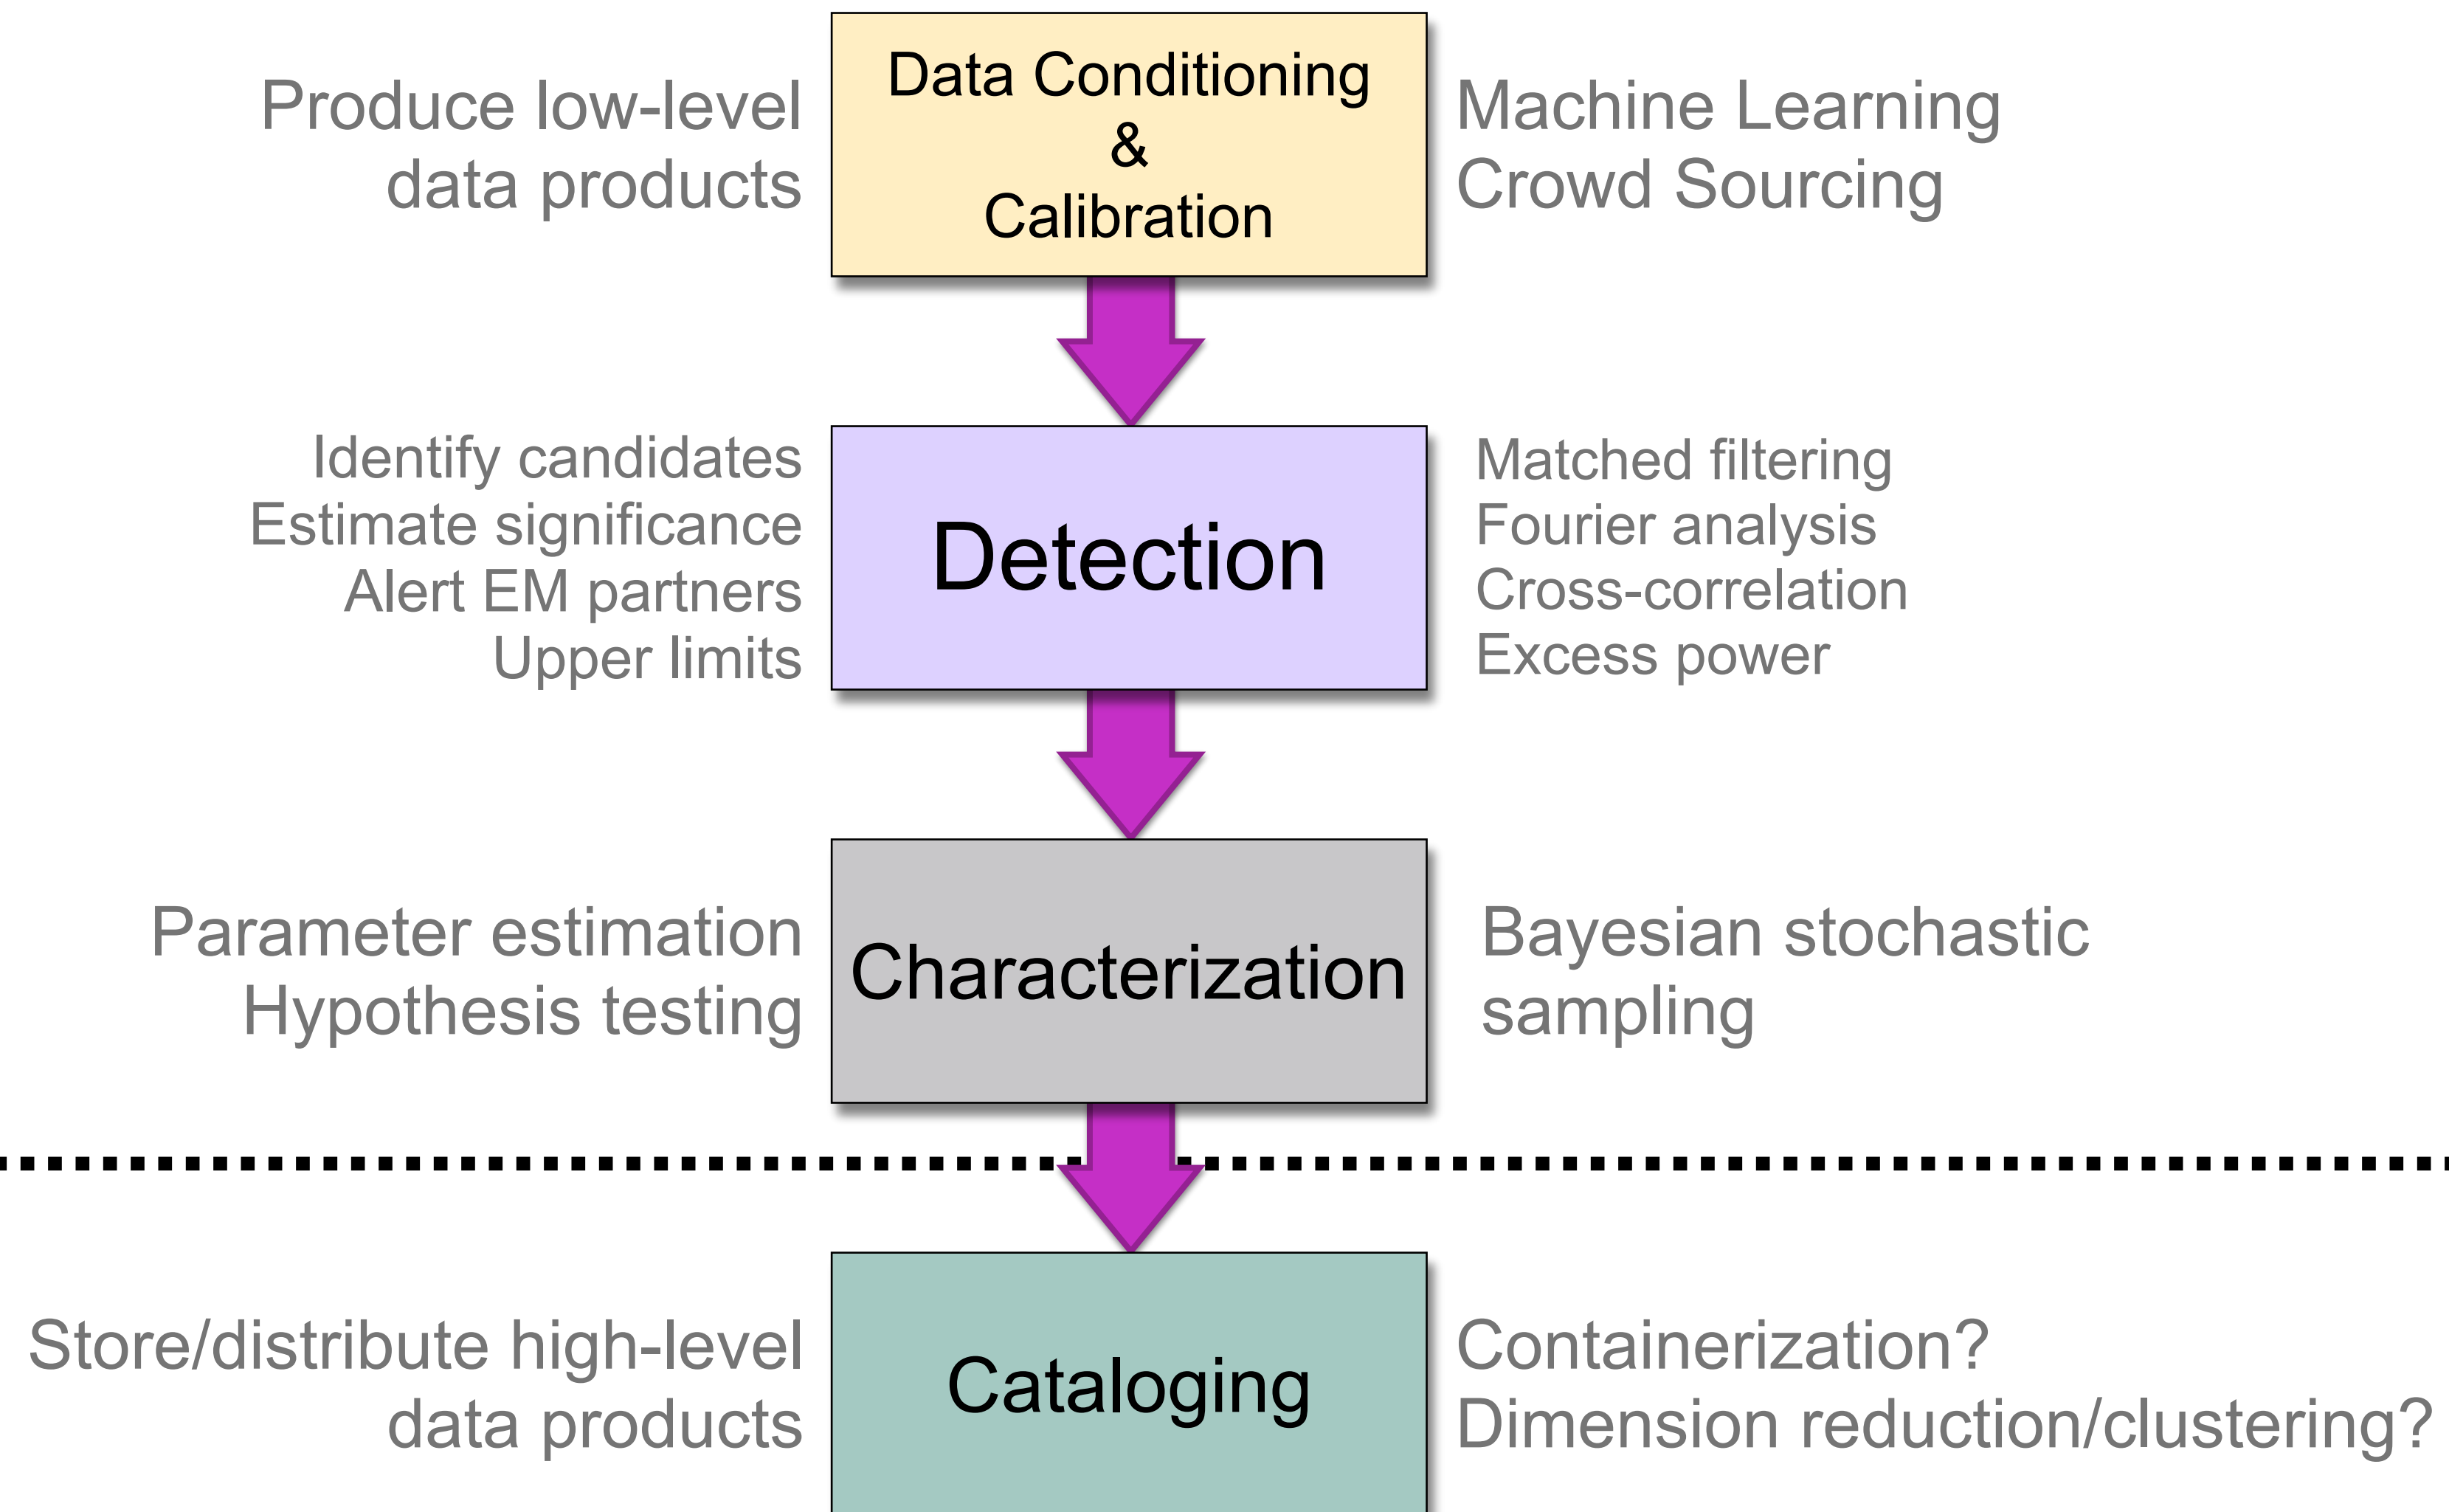 Produce low-level
data products
Data Conditioning
&
Calibration
Machine Learning
Crowd Sourcing
Identify candidates
Estimate significance
Alert EM partners
Upper limits
Detection
Matched filtering
Fourier analysis
Cross-correlation
Excess power
Parameter estimation
Hypothesis testing
Characterization
Bayesian stochastic
sampling
Store/distribute high-level
data products
Cataloging
Containerization?
Dimension reduction/clustering?